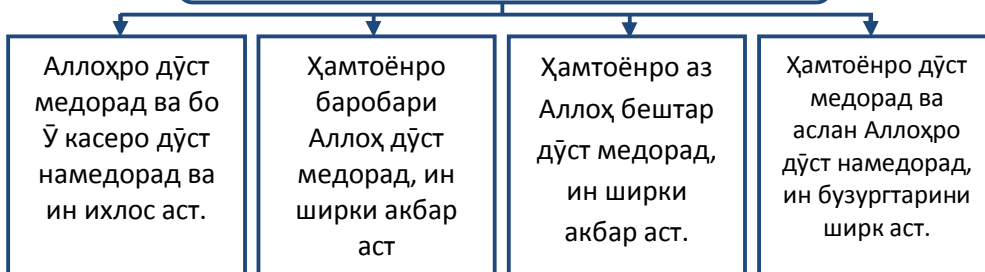 Аллоҳро дӯст
медорад ва бо
Ӯ касеро дӯст
намедорад ва
ин ихлос аст.
Ҳамтоёнро
баробари
Аллоҳ дӯст
медорад, ин
ширки акбар
аст
Ҳамтоёнро аз
Аллоҳ бештар
дӯст медорад,
ин ширки
акбар аст.
Ҳамтоёнро дӯст
медорад ва
аслан Аллоҳро
дӯст намедорад,
ин бузургтарини
ширк аст.